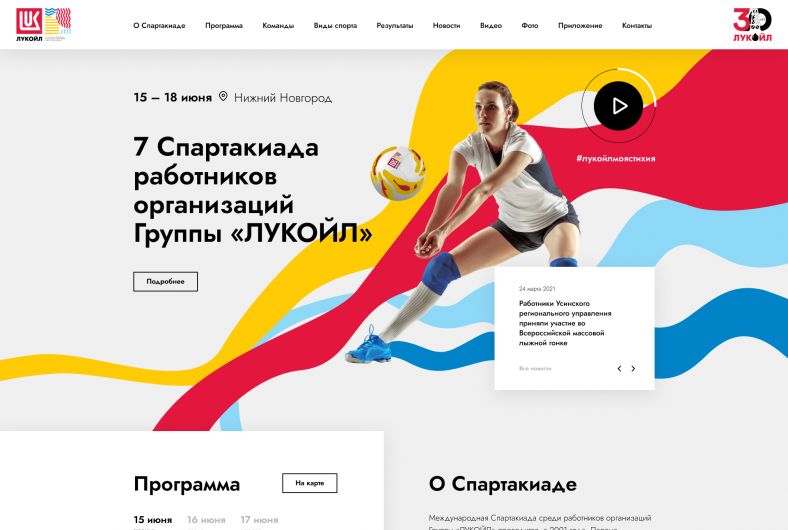 ЛУКОЙЛ
О Спартакиаде
Программа
Команды
Виды спорта
Результаты
Новости
Видео
Фото
Приложение
Контакты
30
ЛУКОЙЛ
15 – 18 июня
Нижний Новгород
7 Спартакиада
работников
организаций
Группы «ЛУКОЙЛ»
Подробнее
#лукойлмоястихия
24 марта 2021
Работники Усинского
регионального управления
приняли участие во
Всероссийской массовой
лыжной гонке
Все новости
Программа
На карте
15 июня
16 июня
17 июня
О Спартакиаде
Международная Спартакиада среди работников организаций